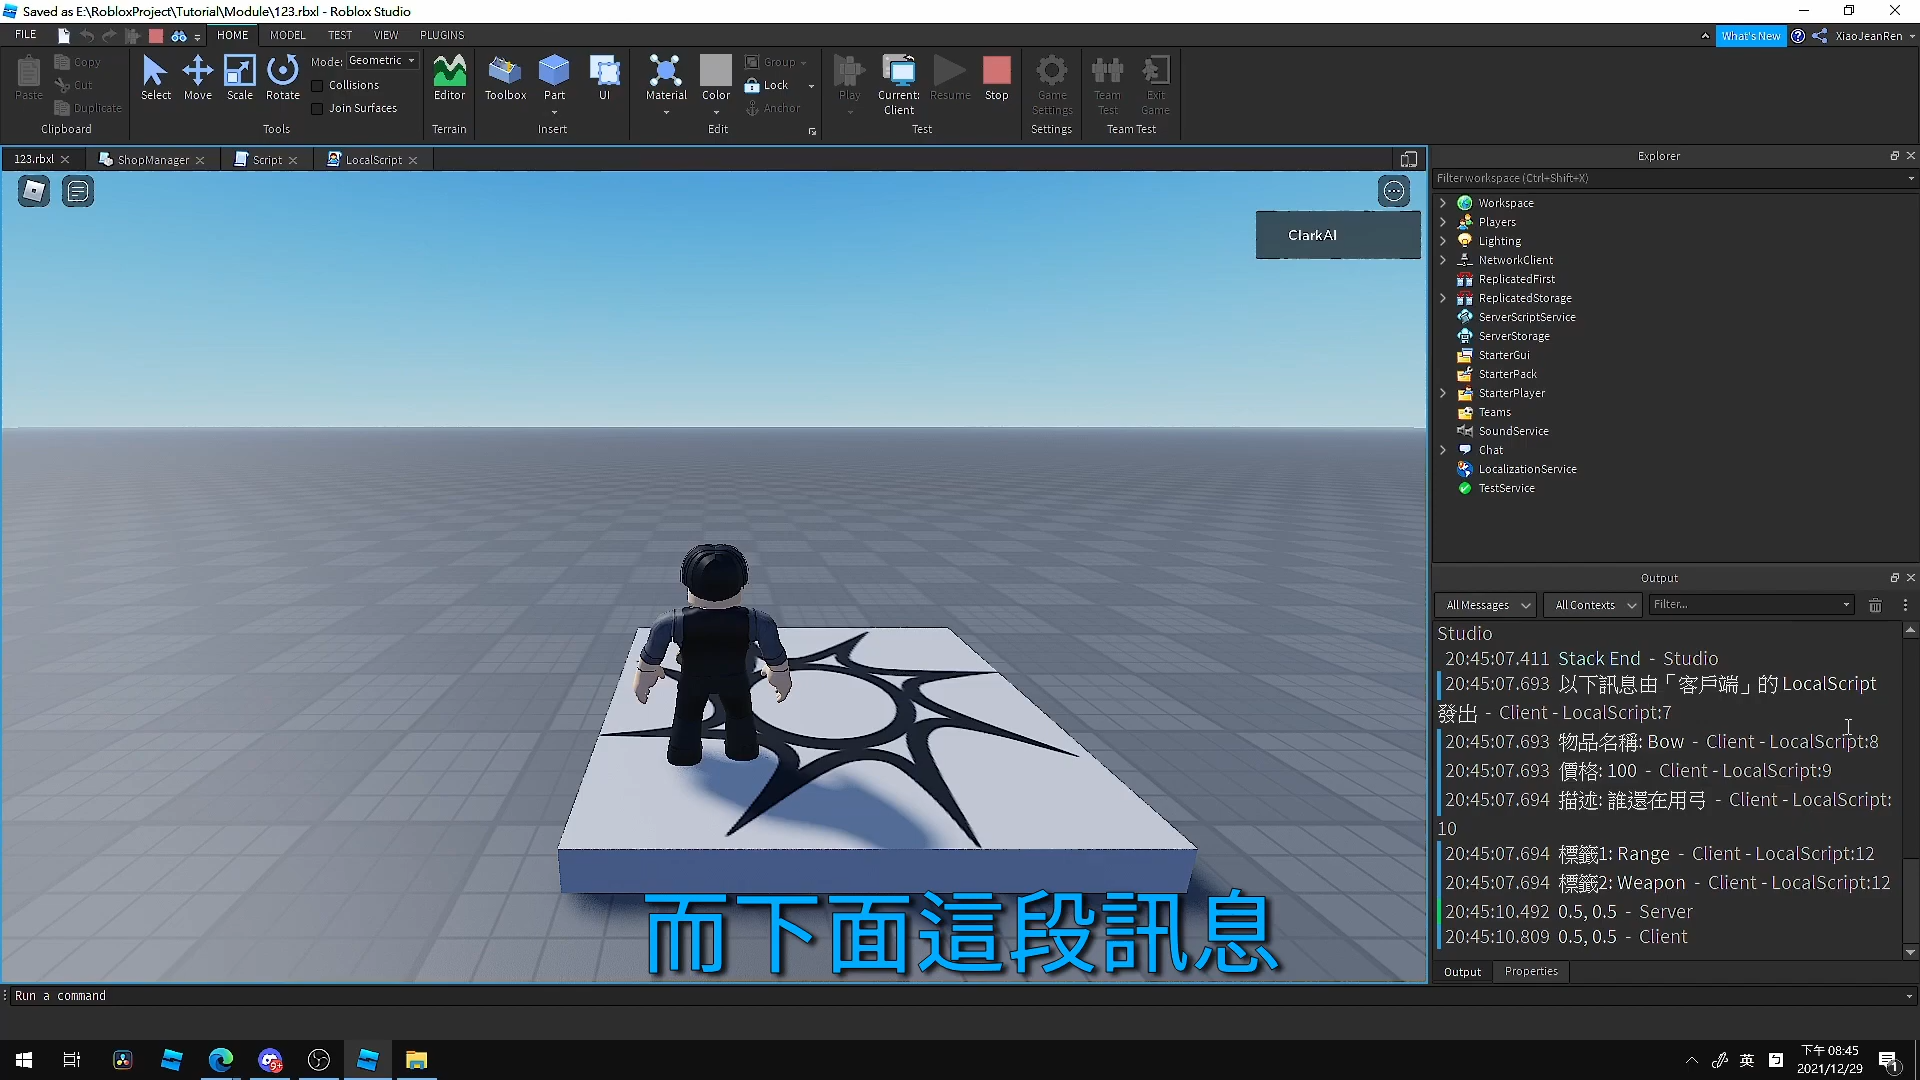 Saved as E:\RobloxProject\Tutorial\Module\123.rbxl - Roblox Studio
FILE HOME MODEL TEST VIEW PLUGINS What's New XiaoJeanRen
Paste Copy Cut Duplicate Clipboard
Select Move Scale Rotate Mode: Geometric Collisions Join Surfaces Tools
Editor Terrain
Toolbox Part UI Insert
Material Color Group Lock Anchor Edit
Play Current: Client Resume Stop Test
Game Settings Settings
Team Test Exit Game Team Test
123.rbxl ShopManager Script LocalScript
ClarkAI
Explorer
Filter workspace (Ctrl+Shift+X)
Workspace
Players
Lighting
NetworkClient
ReplicatedFirst
ReplicatedStorage
ServerScriptService
ServerStorage
StarterGui
StarterPack
StarterPlayer
Teams
SoundService
Chat
LocalizationService
TestService
Output
All Messages All Contexts Filter...
Studio
20:45:07.411 Stack End - Studio
20:45:07.693 以下訊息由「客戶端」的 LocalScript
發出 - Client - LocalScript:7
20:45:07.693 物品名稱: Bow - Client - LocalScript:8
20:45:07.693 價格: 100 - Client - LocalScript:9
20:45:07.694 描述: 誰還在用弓 - Client - LocalScript:
10
20:45:07.694 標籤1: Range - Client - LocalScript:12
20:45:07.694 標籤2: Weapon - Client - LocalScript:12
20:45:10.492 0.5, 0.5 - Server
20:45:10.809 0.5, 0.5 - Client
Output Properties
而下面這段訊息
Run a command
9+
英
下午 08:45
2021/12/29
1